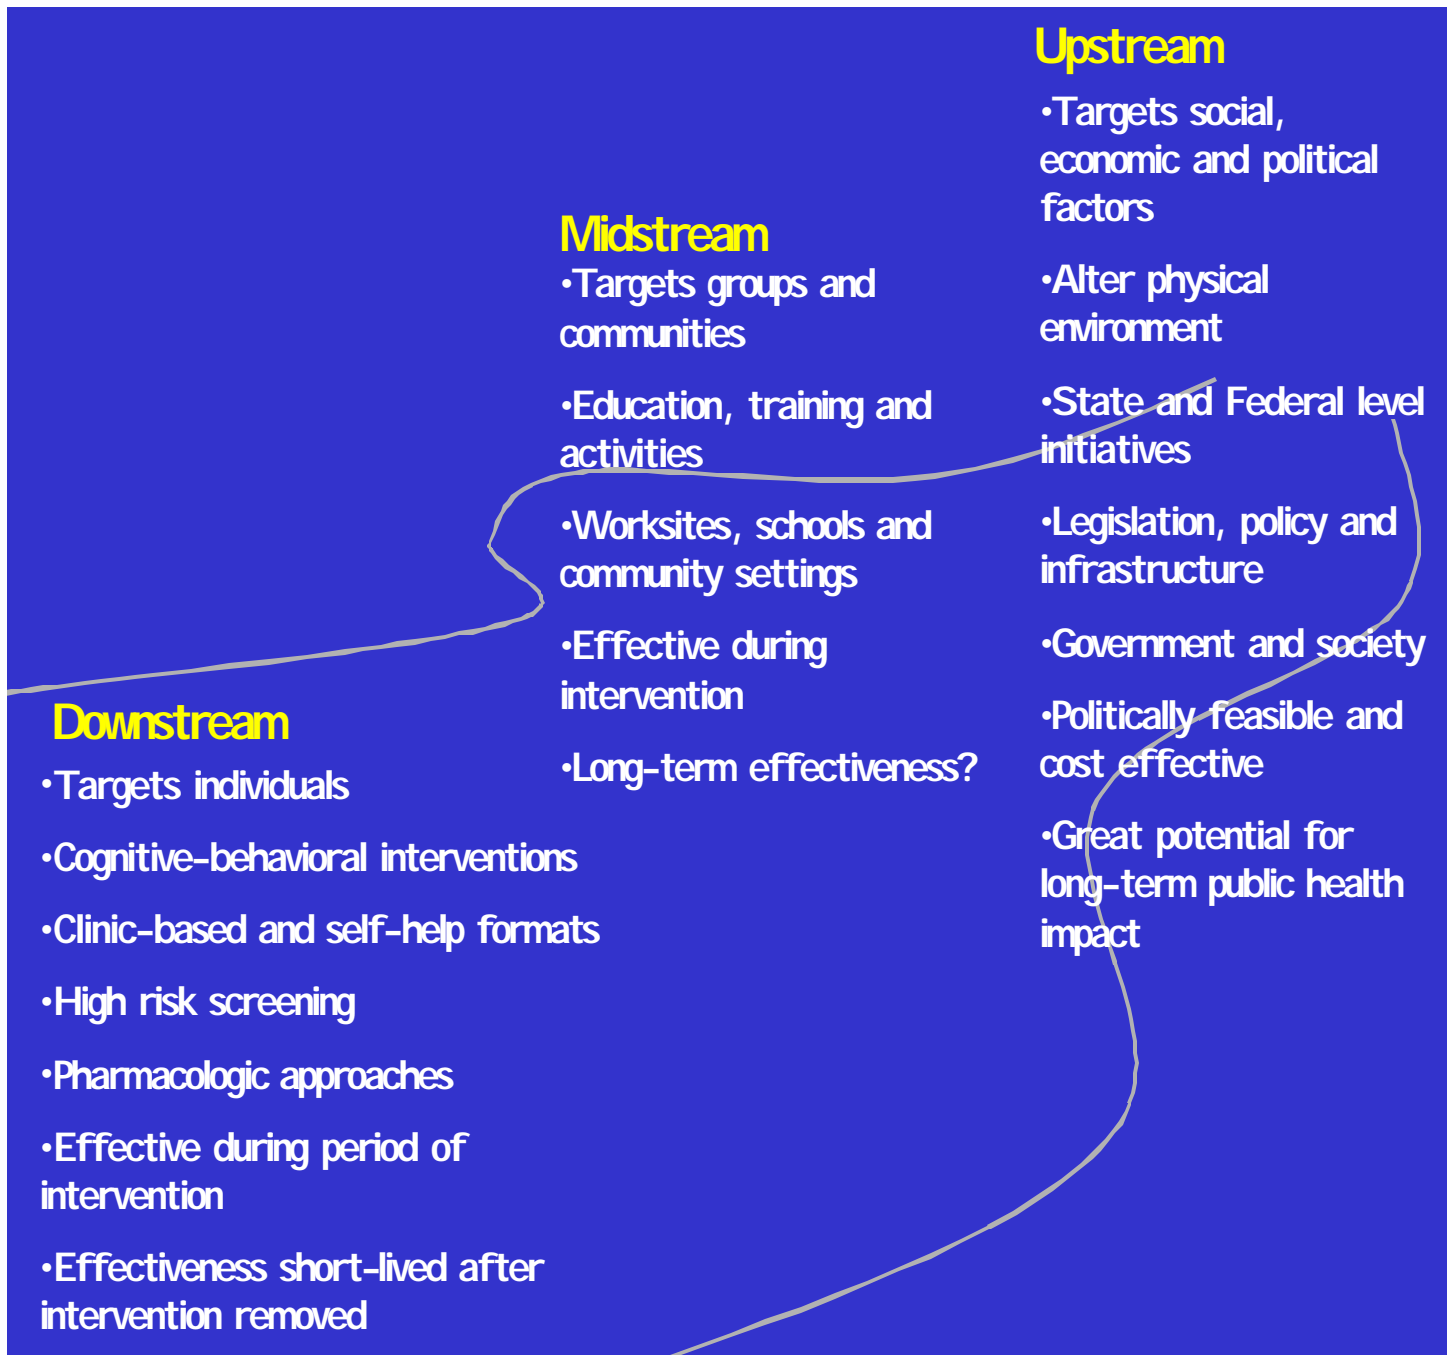 Upstream
•Targets social,
economic and political
factors
•Alter physical
environment
•State and Federal level
initiatives
•Legislation, policy and
infrastructure
•Government and society
•Politically feasible and
cost effective
•Great potential for
long-term public health
impact
Midstream
•Targets groups and
communities
•Education, training and
activities
•Worksites, schools and
community settings
•Effective during
intervention
•Long-term effectiveness?
Downstream
•Targets individuals
•Cognitive-behavioral interventions
•Clinic-based and self-help formats
•High risk screening
•Pharmacologic approaches
•Effective during period of
intervention
•Effectiveness short-lived after
intervention removed